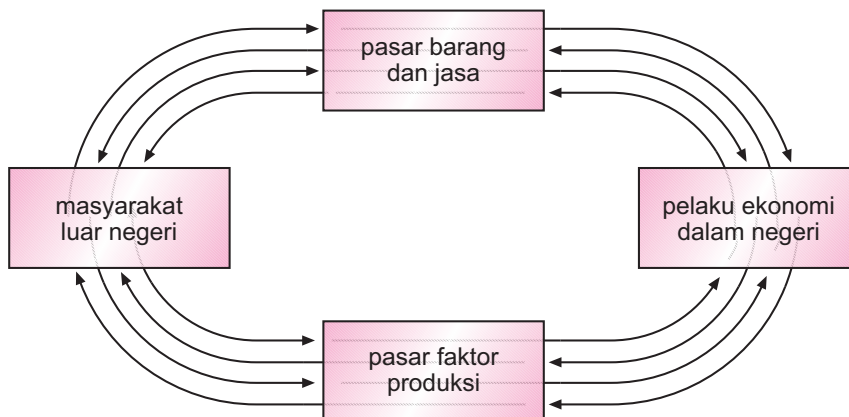 pasar barang
dan jasa
masyarakat
luar negeri
pelaku ekonomi
dalam negeri
pasar faktor
produksi